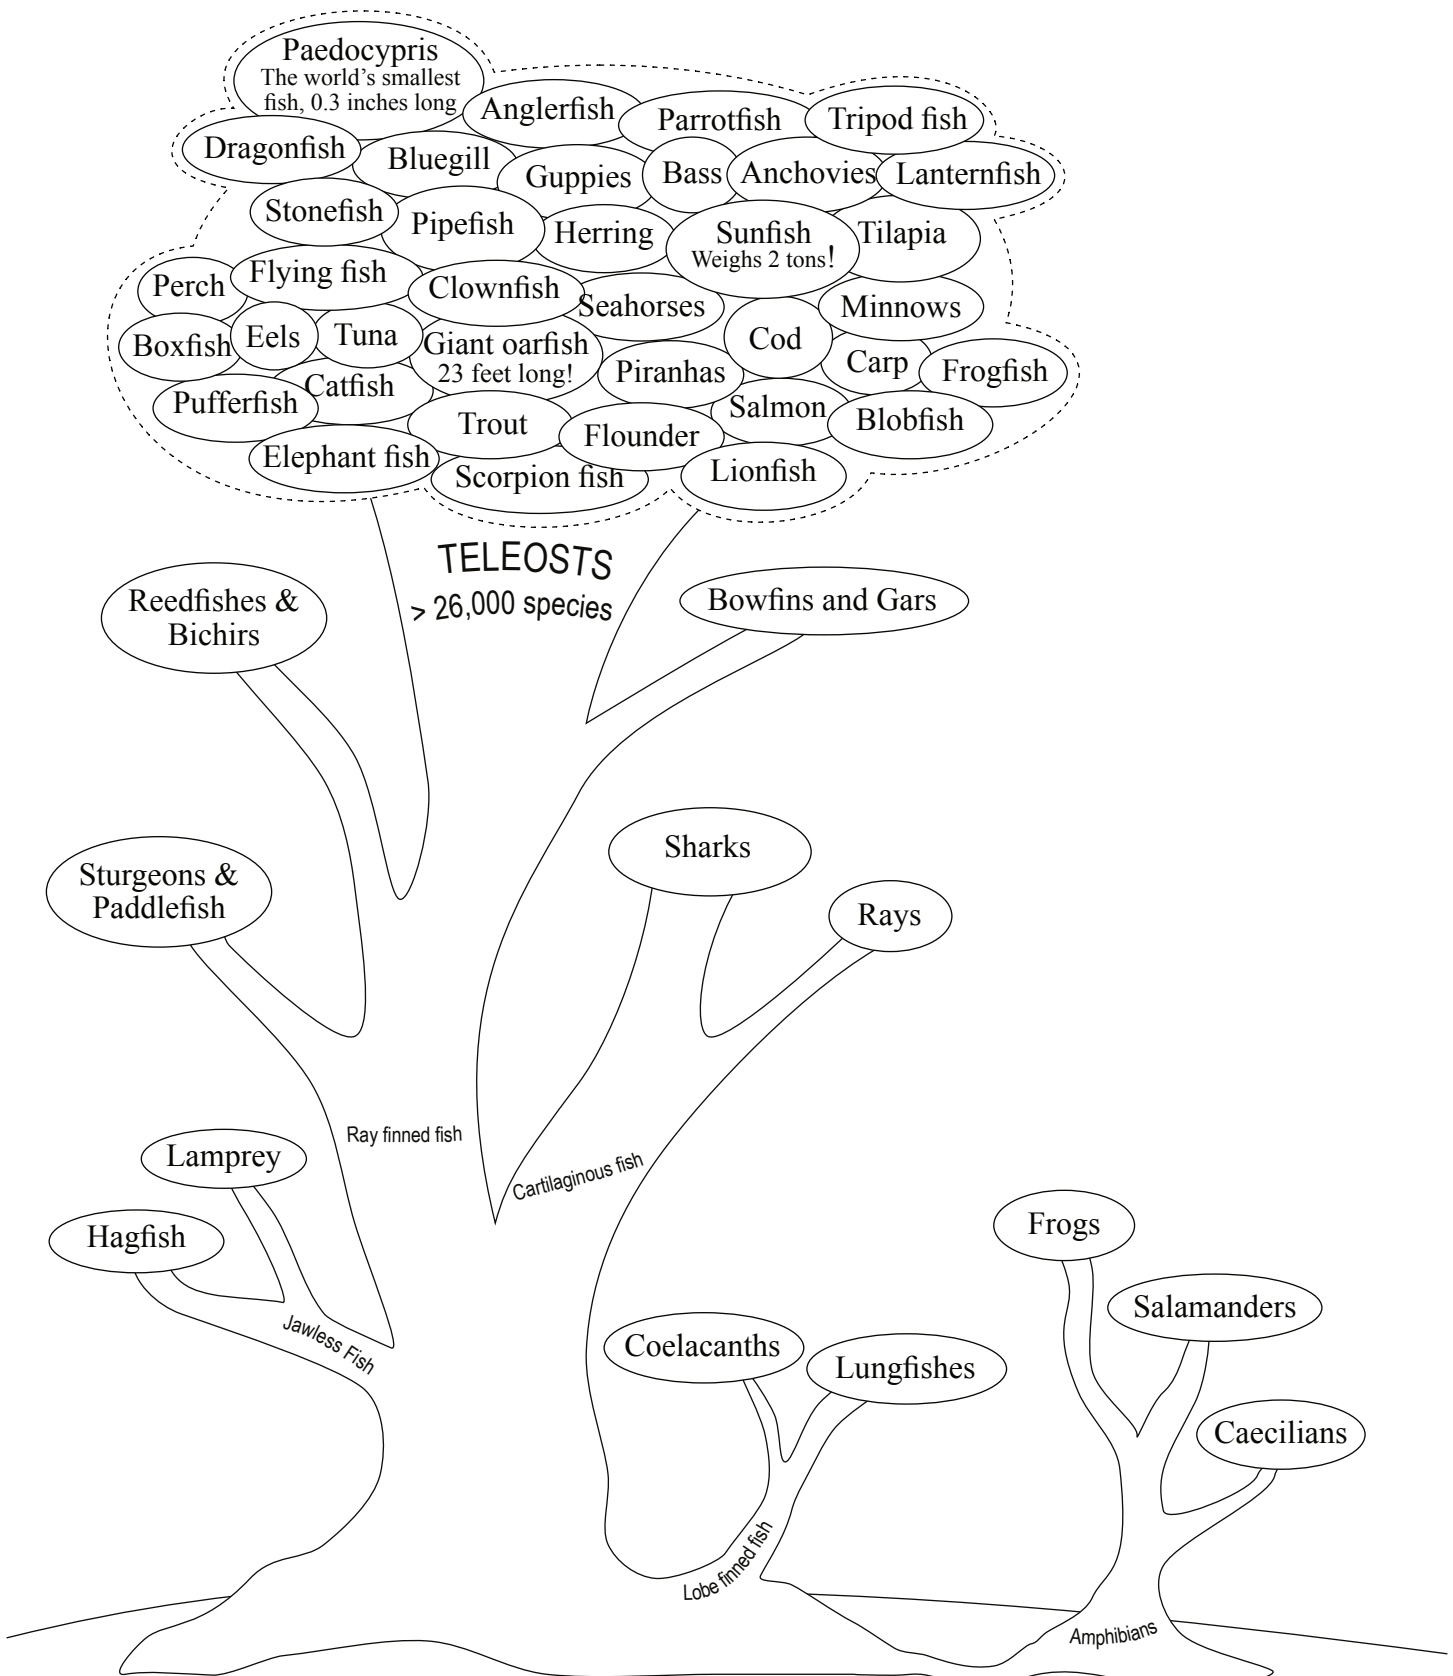 Paedocypris
The world's smallest
fish, 0.3 inches long
Anglerfish
Parrotfish
Tripod fish
Dragonfish
Bluegill
Guppies
Bass
Anchovies
Lanternfish
Stonefish
Pipefish
Herring
Sunfish
Weighs 2 tons!
Tilapia
Perch
Flying fish
Clownfish
Seahorses
Minnows
Boxfish
Eels
Tuna
Giant oarfish
23 feet long!
Cod
Carp
Frogfish
Piranhas
Catfish
Pufferfish
Trout
Flounder
Salmon
Blobfish
Elephant fish
Scorpion fish
Lionfish
TELEOSTS
> 26,000 species
Reedfishes &
Bichirs
Bowfins and Gars
Sturgeons &
Paddlefish
Sharks
Rays
Ray finned fish
Cartilaginous fish
Lamprey
Hagfish
Jawless Fish
Coelacanths
Lungfishes
Lobe finned fish
Frogs
Salamanders
Caecilians
Amphibians